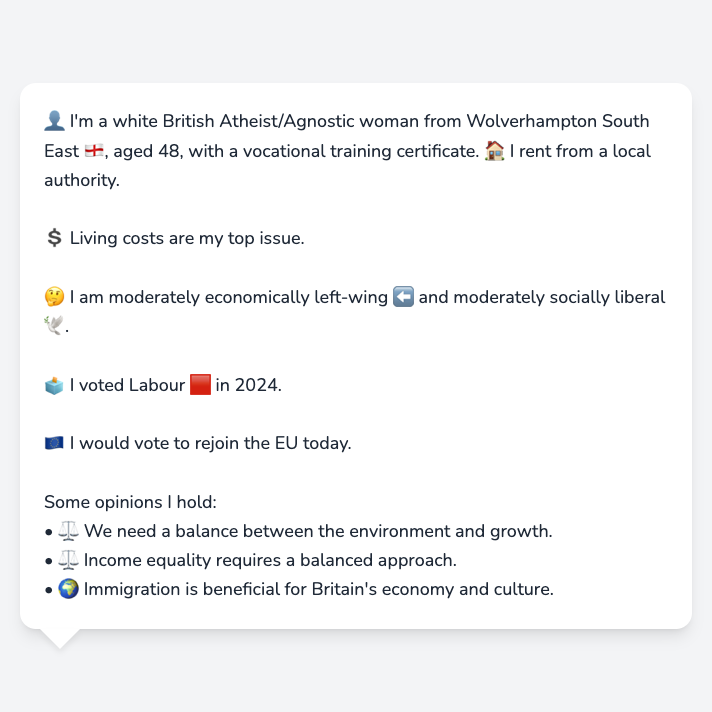 👤 I'm a white British Atheist/Agnostic woman from Wolverhampton South
East 🏴󠁧󠁢󠁥󠁮󠁧󠁿, aged 48, with a vocational training certificate. 🏠 I rent from a local
authority.
💲 Living costs are my top issue.
🤔 I am moderately economically left-wing ⬅️ and moderately socially liberal
🕊️.
🗳️ I voted Labour 🟥 in 2024.
🇪🇺 I would vote to rejoin the EU today.
Some opinions I hold:
• ⚖️ We need a balance between the environment and growth.
• ⚖️ Income equality requires a balanced approach.
• 🌍 Immigration is beneficial for Britain's economy and culture.